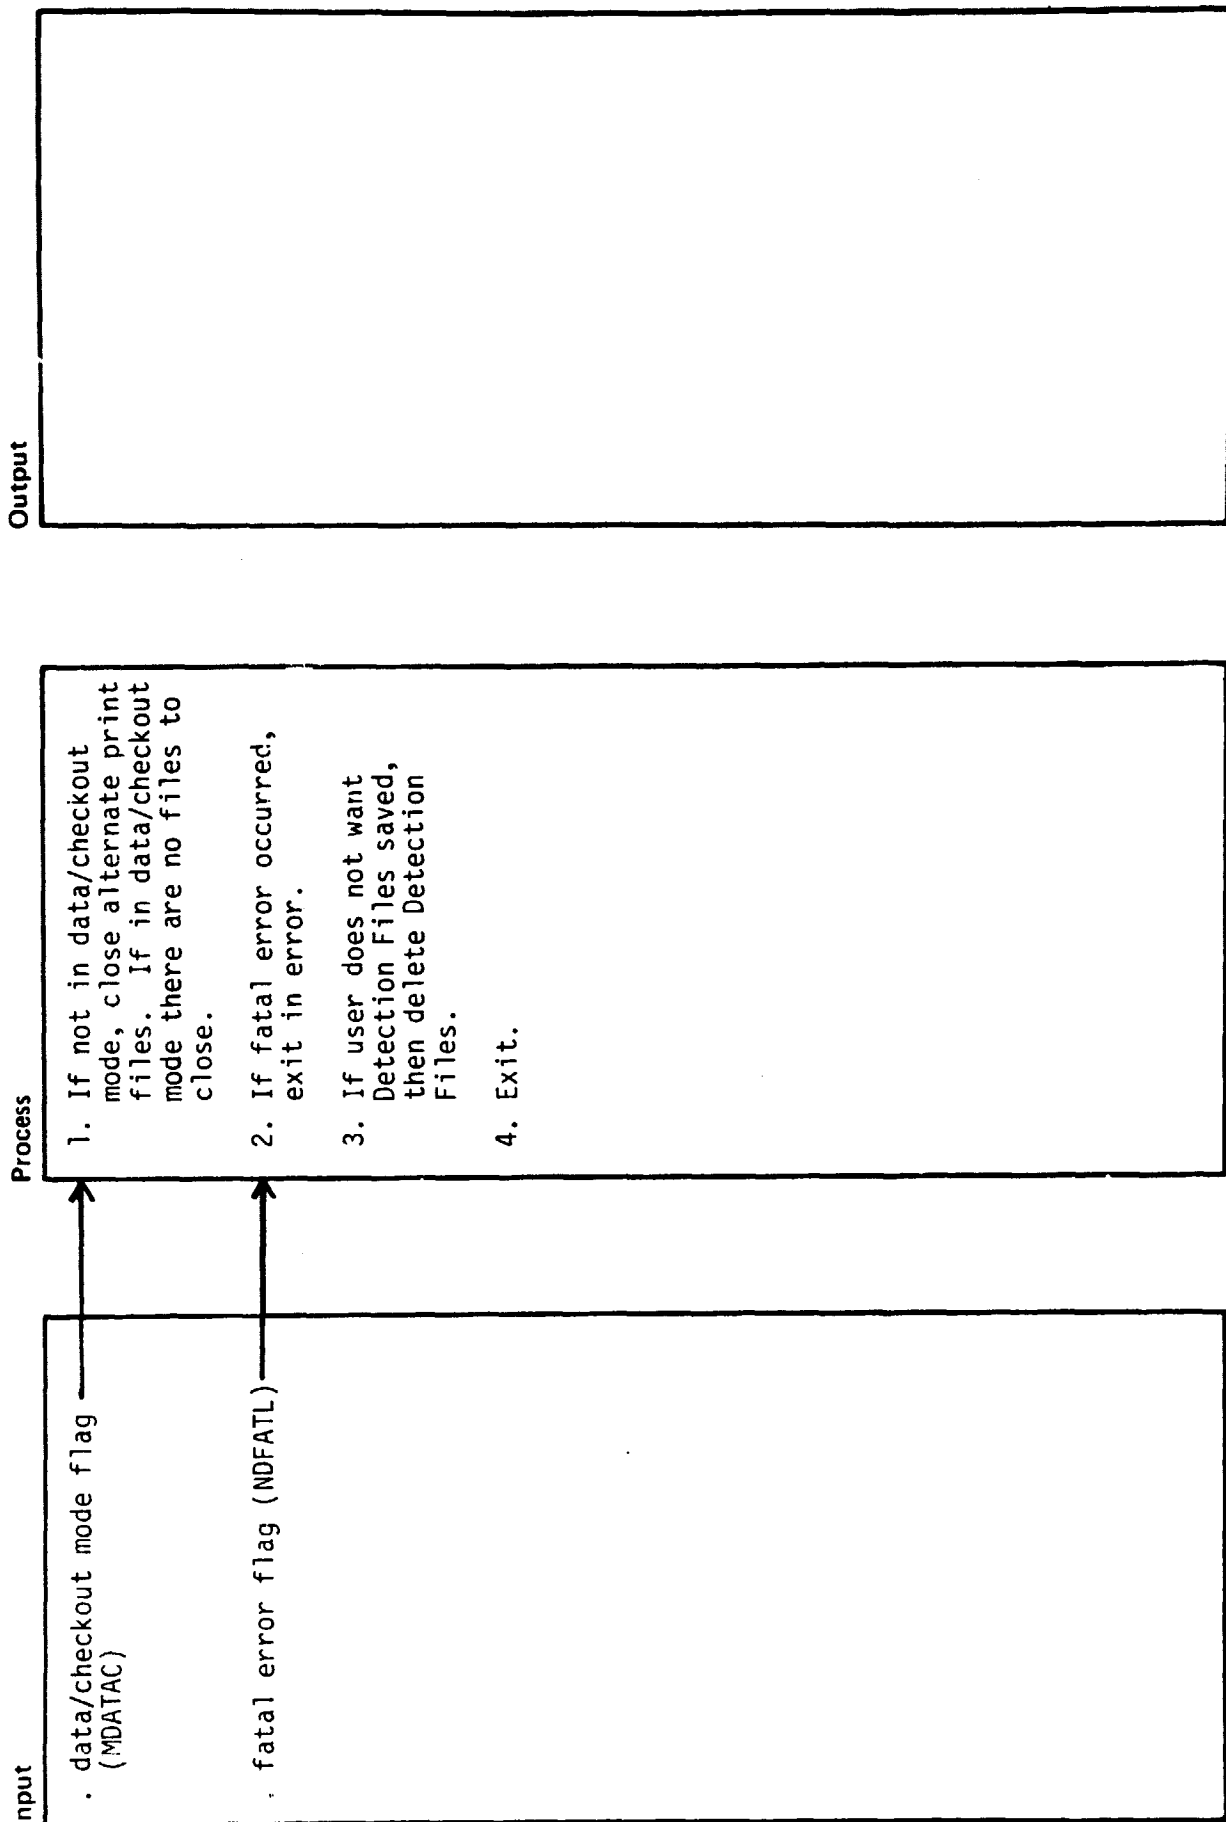 nput
. data/checkout mode flag
(MDATAC)
. fatal error flag (NDFATL)
Process
1. If not in data/checkout
mode, close alternate print
files. If in data/checkout
mode there are no files to
close.
2. If fatal error occurred,
exit in error.
3. If user does not want
Detection Files saved,
then delete Detection
Files.
4. Exit.
Output